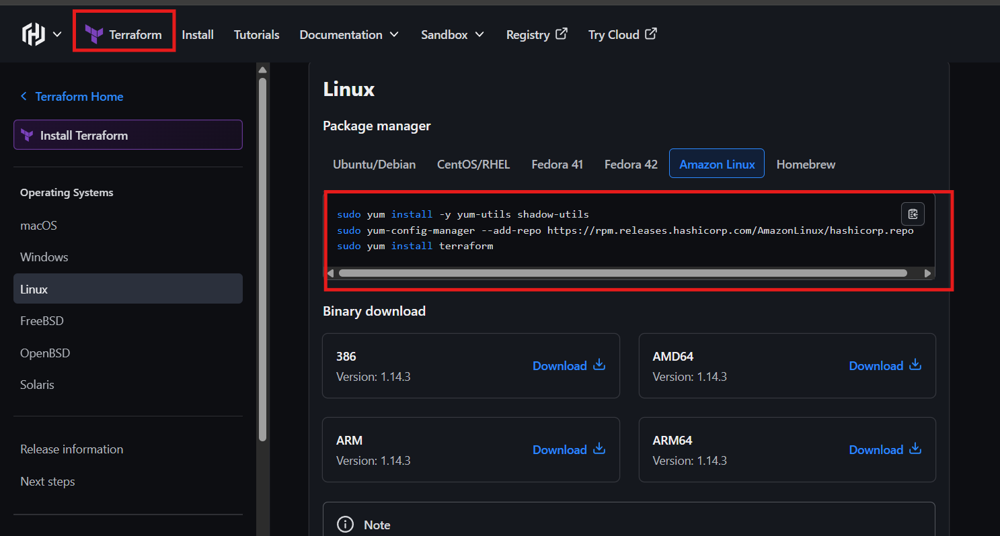 Terraform Install Tutorials Documentation Sandbox Registry Try Cloud
Terraform Home
Install Terraform
Operating Systems
macOS
Windows
Linux
FreeBSD
OpenBSD
Solaris
Release information
Next steps
Linux
Package manager
Ubuntu/Debian CentOS/RHEL Fedora 41 Fedora 42 Amazon Linux Homebrew
sudo yum install -y yum-utils shadow-utils
sudo yum-config-manager --add-repo https://rpm.releases.hashicorp.com/AmazonLinux/hashicorp.repo
sudo yum install terraform
Binary download
386
Version: 1.14.3
Download
AMD64
Version: 1.14.3
Download
ARM
Version: 1.14.3
Download
ARM64
Version: 1.14.3
Download
Note